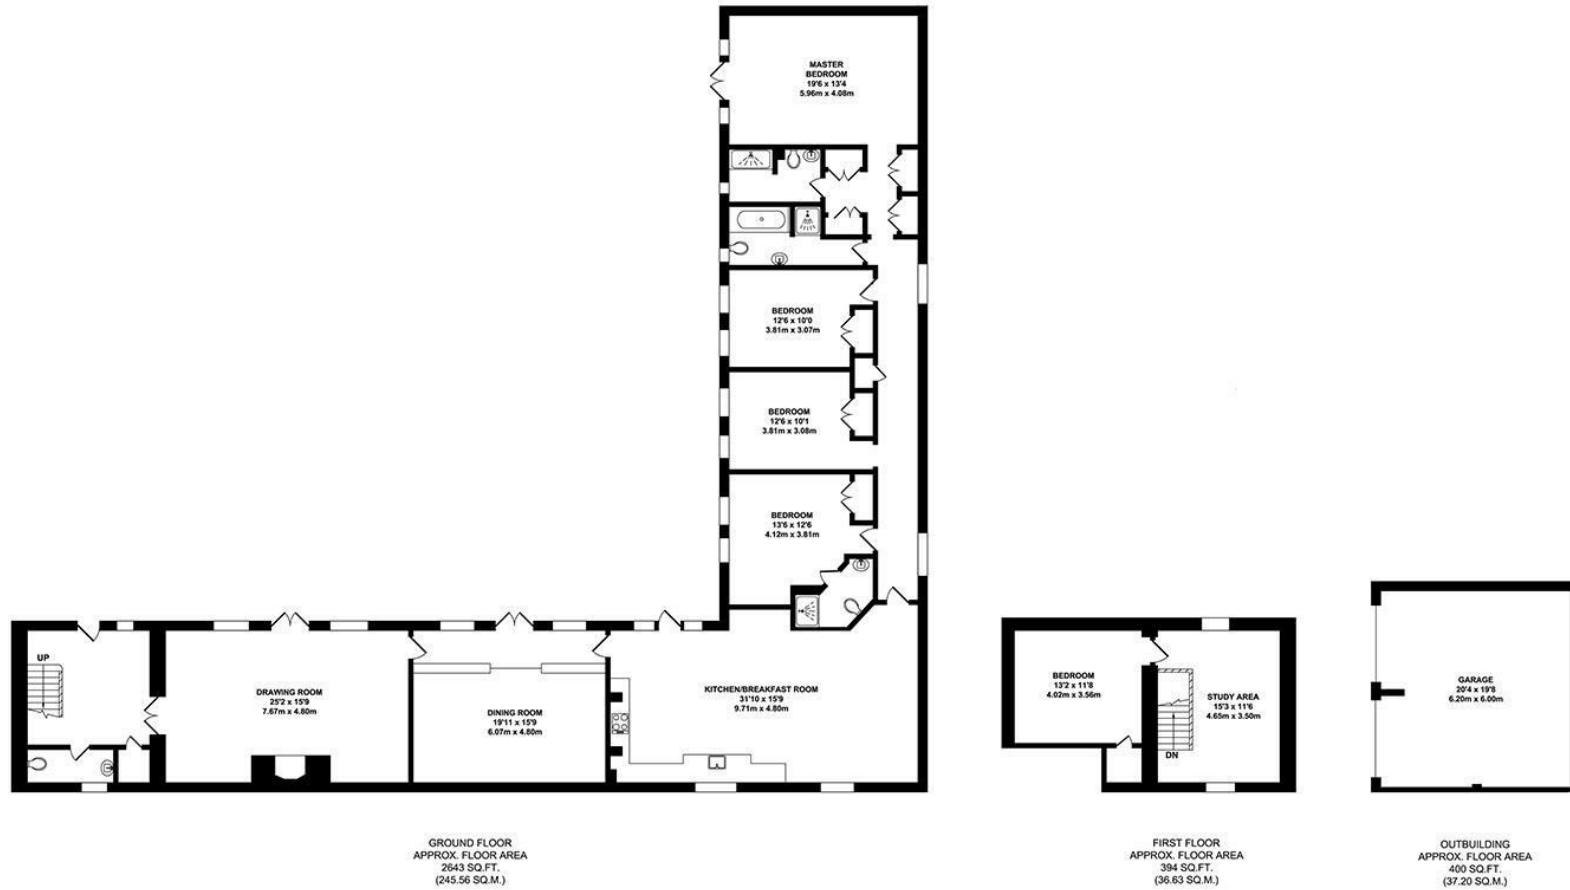 MASTER
BEDROOM
19'6 x 13'4
5.96m x 4.08m
BEDROOM
12'6 x 10'0
3.81m x 3.07m
BEDROOM
12'6 x 10'1
3.81m x 3.08m
BEDROOM
13'6 x 12'6
4.12m x 3.81m
UP
DRAWING ROOM
25'2 x 15'9
7.67m x 4.80m
DINING ROOM
19'11 x 15'9
6.07m x 4.80m
KITCHEN/BREAKFAST ROOM
31'10 x 15'9
9.71m x 4.80m
BEDROOM
13'2 x 11'8
4.02m x 3.56m
STUDY AREA
15'3 x 11'6
4.65m x 3.50m
DN
GARAGE
20'4 x 19'8
6.20m x 6.00m
GROUND FLOOR
APPROX. FLOOR AREA
2643 SQ.FT.
(245.56 SQ.M.)
FIRST FLOOR
APPROX. FLOOR AREA
394 SQ.FT.
(36.63 SQ.M.)
OUTBUILDING
APPROX. FLOOR AREA
400 SQ.FT.
(37.20 SQ.M.)